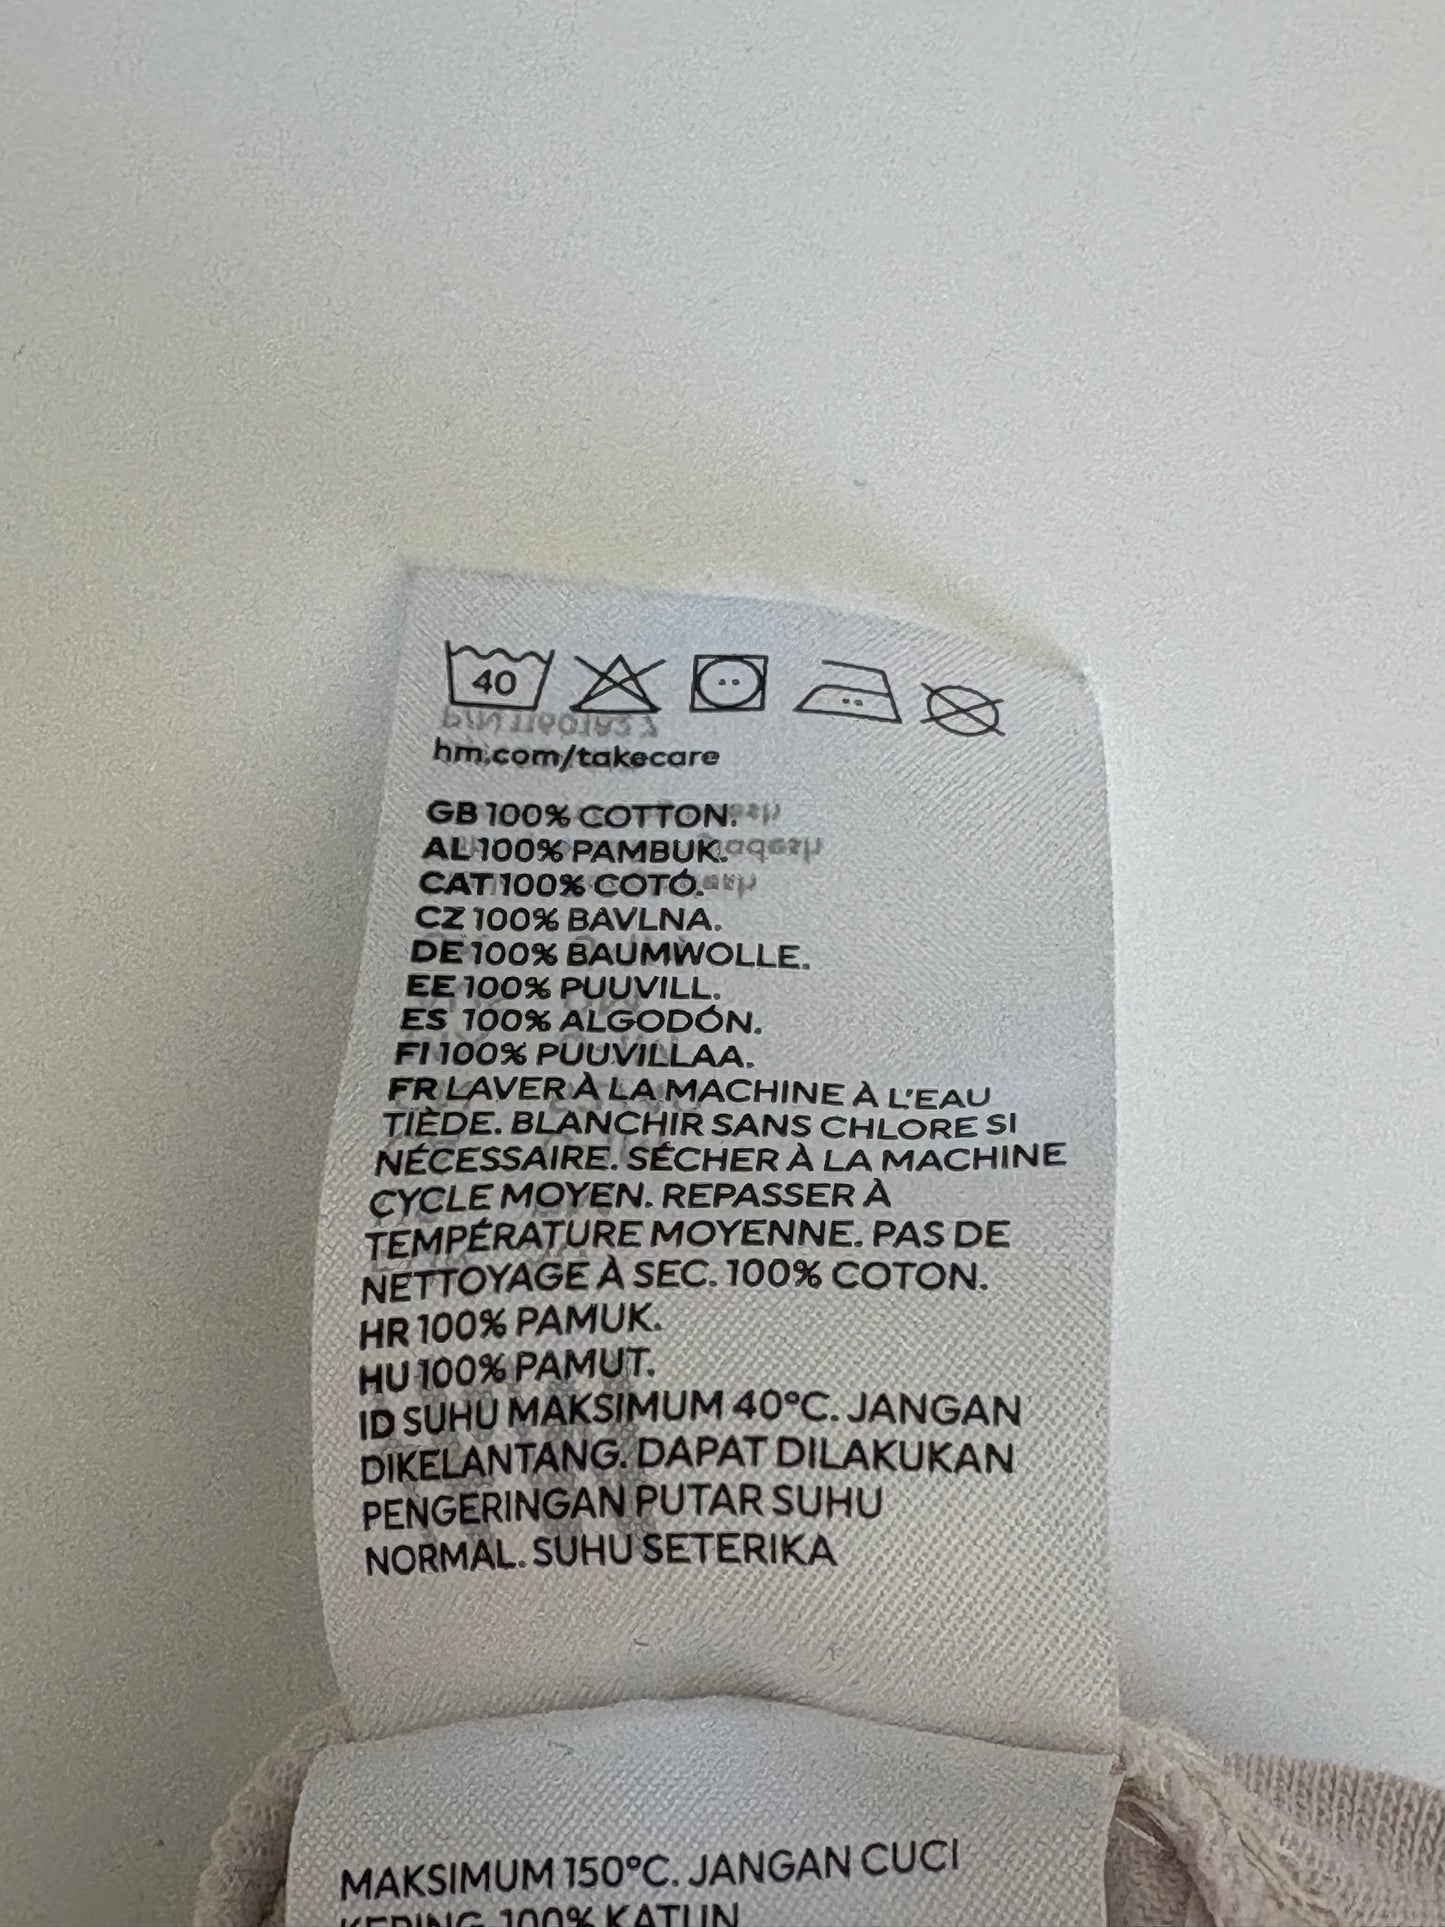 40
hm.com/takecare
GB 100% COTTON.
AL 100% PAMBUK.
CAT 100% COTÓ.
CZ 100% BAVLNA.
DE 100% BAUMWOLLE.
EE 100% PUUVILL.
ES 100% ALGODÓN.
FI 100% PUUVILLAA.
FR LAVER À LA MACHINE À L'EAU
TIÈDE. BLANCHIR SANS CHLORE SI
NÉCESSAIRE. SÉCHER À LA MACHINE
CYCLE MOYEN. REPASSER À
TEMPÉRATURE MOYENNE. PAS DE
NETTOYAGE À SEC. 100% COTON.
HR 100% PAMUK.
HU 100% PAMUT.
ID SUHU MAKSIMUM 40°C. JANGAN
DIKELANTANG. DAPAT DILAKUKAN
PENGERINGAN PUTAR SUHU
NORMAL. SUHU SETERIKA
MAKSIMUM 150°C. JANGAN CUCI
KERING. 100% KATUN